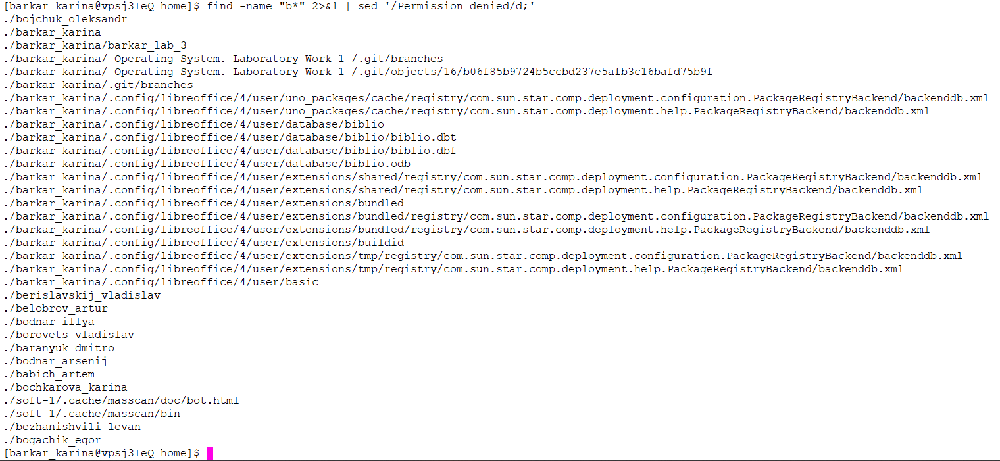 [barkar_karina@vpsj3IeQ home]$ find -name "b*" 2>&1 | sed '/Permission denied/d;'
./bojchuk_oleksandr
./barkar_karina
./barkar_karina/barkar_lab_3
./barkar_karina/-Operating-System.-Laboratory-Work-1-/.git/branches
./barkar_karina/-Operating-System.-Laboratory-Work-1-/.git/objects/16/b06f85b9724b5ccbd237e5afb3c16bafd75b9f
./barkar_karina/.git/branches
./barkar_karina/.config/libreoffice/4/user/uno_packages/cache/registry/com.sun.star.comp.deployment.configuration.PackageRegistryBackend/backenddb.xml
./barkar_karina/.config/libreoffice/4/user/uno_packages/cache/registry/com.sun.star.comp.deployment.help.PackageRegistryBackend/backenddb.xml
./barkar_karina/.config/libreoffice/4/user/database/biblio
./barkar_karina/.config/libreoffice/4/user/database/biblio/biblio.dbt
./barkar_karina/.config/libreoffice/4/user/database/biblio/biblio.dbf
./barkar_karina/.config/libreoffice/4/user/database/biblio.odb
./barkar_karina/.config/libreoffice/4/user/extensions/shared/registry/com.sun.star.comp.deployment.configuration.PackageRegistryBackend/backenddb.xml
./barkar_karina/.config/libreoffice/4/user/extensions/shared/registry/com.sun.star.comp.deployment.help.PackageRegistryBackend/backenddb.xml
./barkar_karina/.config/libreoffice/4/user/extensions/bundled
./barkar_karina/.config/libreoffice/4/user/extensions/bundled/registry/com.sun.star.comp.deployment.configuration.PackageRegistryBackend/backenddb.xml
./barkar_karina/.config/libreoffice/4/user/extensions/bundled/registry/com.sun.star.comp.deployment.help.PackageRegistryBackend/backenddb.xml
./barkar_karina/.config/libreoffice/4/user/extensions/buildid
./barkar_karina/.config/libreoffice/4/user/extensions/tmp/registry/com.sun.star.comp.deployment.configuration.PackageRegistryBackend/backenddb.xml
./barkar_karina/.config/libreoffice/4/user/extensions/tmp/registry/com.sun.star.comp.deployment.help.PackageRegistryBackend/backenddb.xml
./barkar_karina/.config/libreoffice/4/user/basic
./berislavskij_vladislav
./belobrov_artur
./bodnar_illya
./borovets_vladislav
./baranyuk_dmitro
./bodnar_arsenij
./babich_artem
./bochkarova_karina
./soft-1/.cache/masscan/doc/bot.html
./soft-1/.cache/masscan/bin
./bezhanishvili_levan
./bogachik_egor
[barkar_karina@vpsj3IeQ home]$